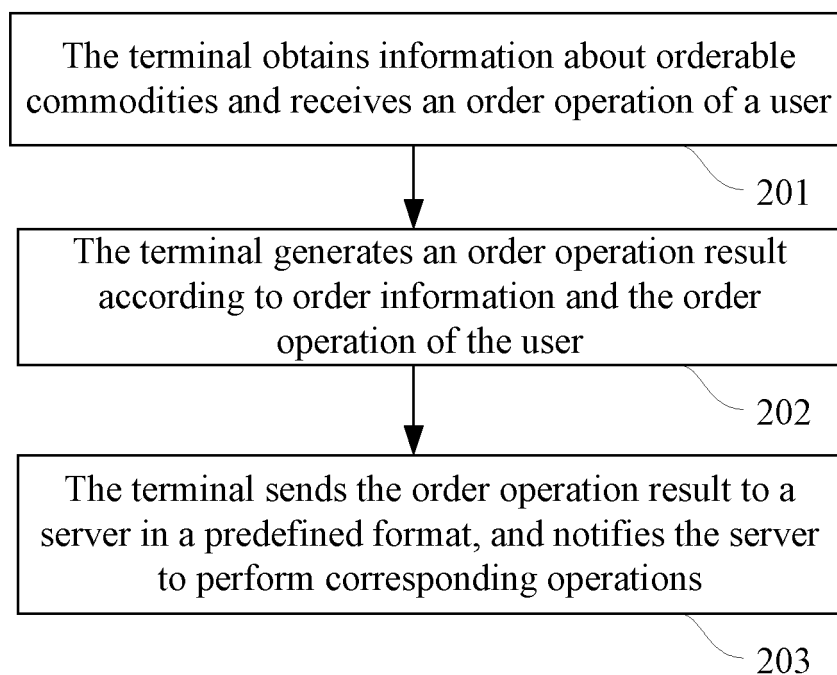 The terminal obtains information about orderable
commodities and receives an order operation of a user
201
The terminal generates an order operation result
according to order information and the order
operation of the user
202
The terminal sends the order operation result to a
server in a predefined format, and notifies the server
to perform corresponding operations
203